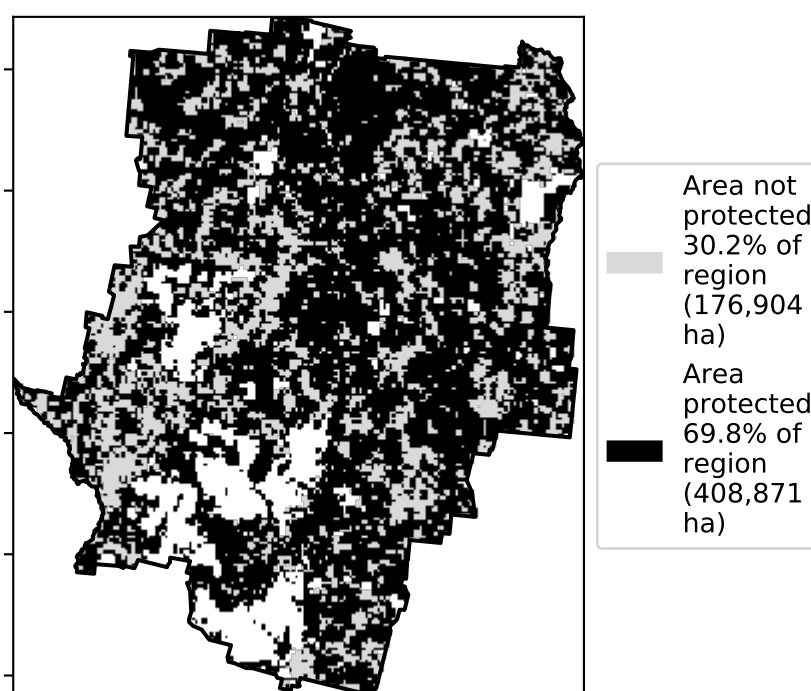 Area not
protected
30.2% of
region
(176,904
ha)
Area
protected
69.8% of
region
(408,871
ha)